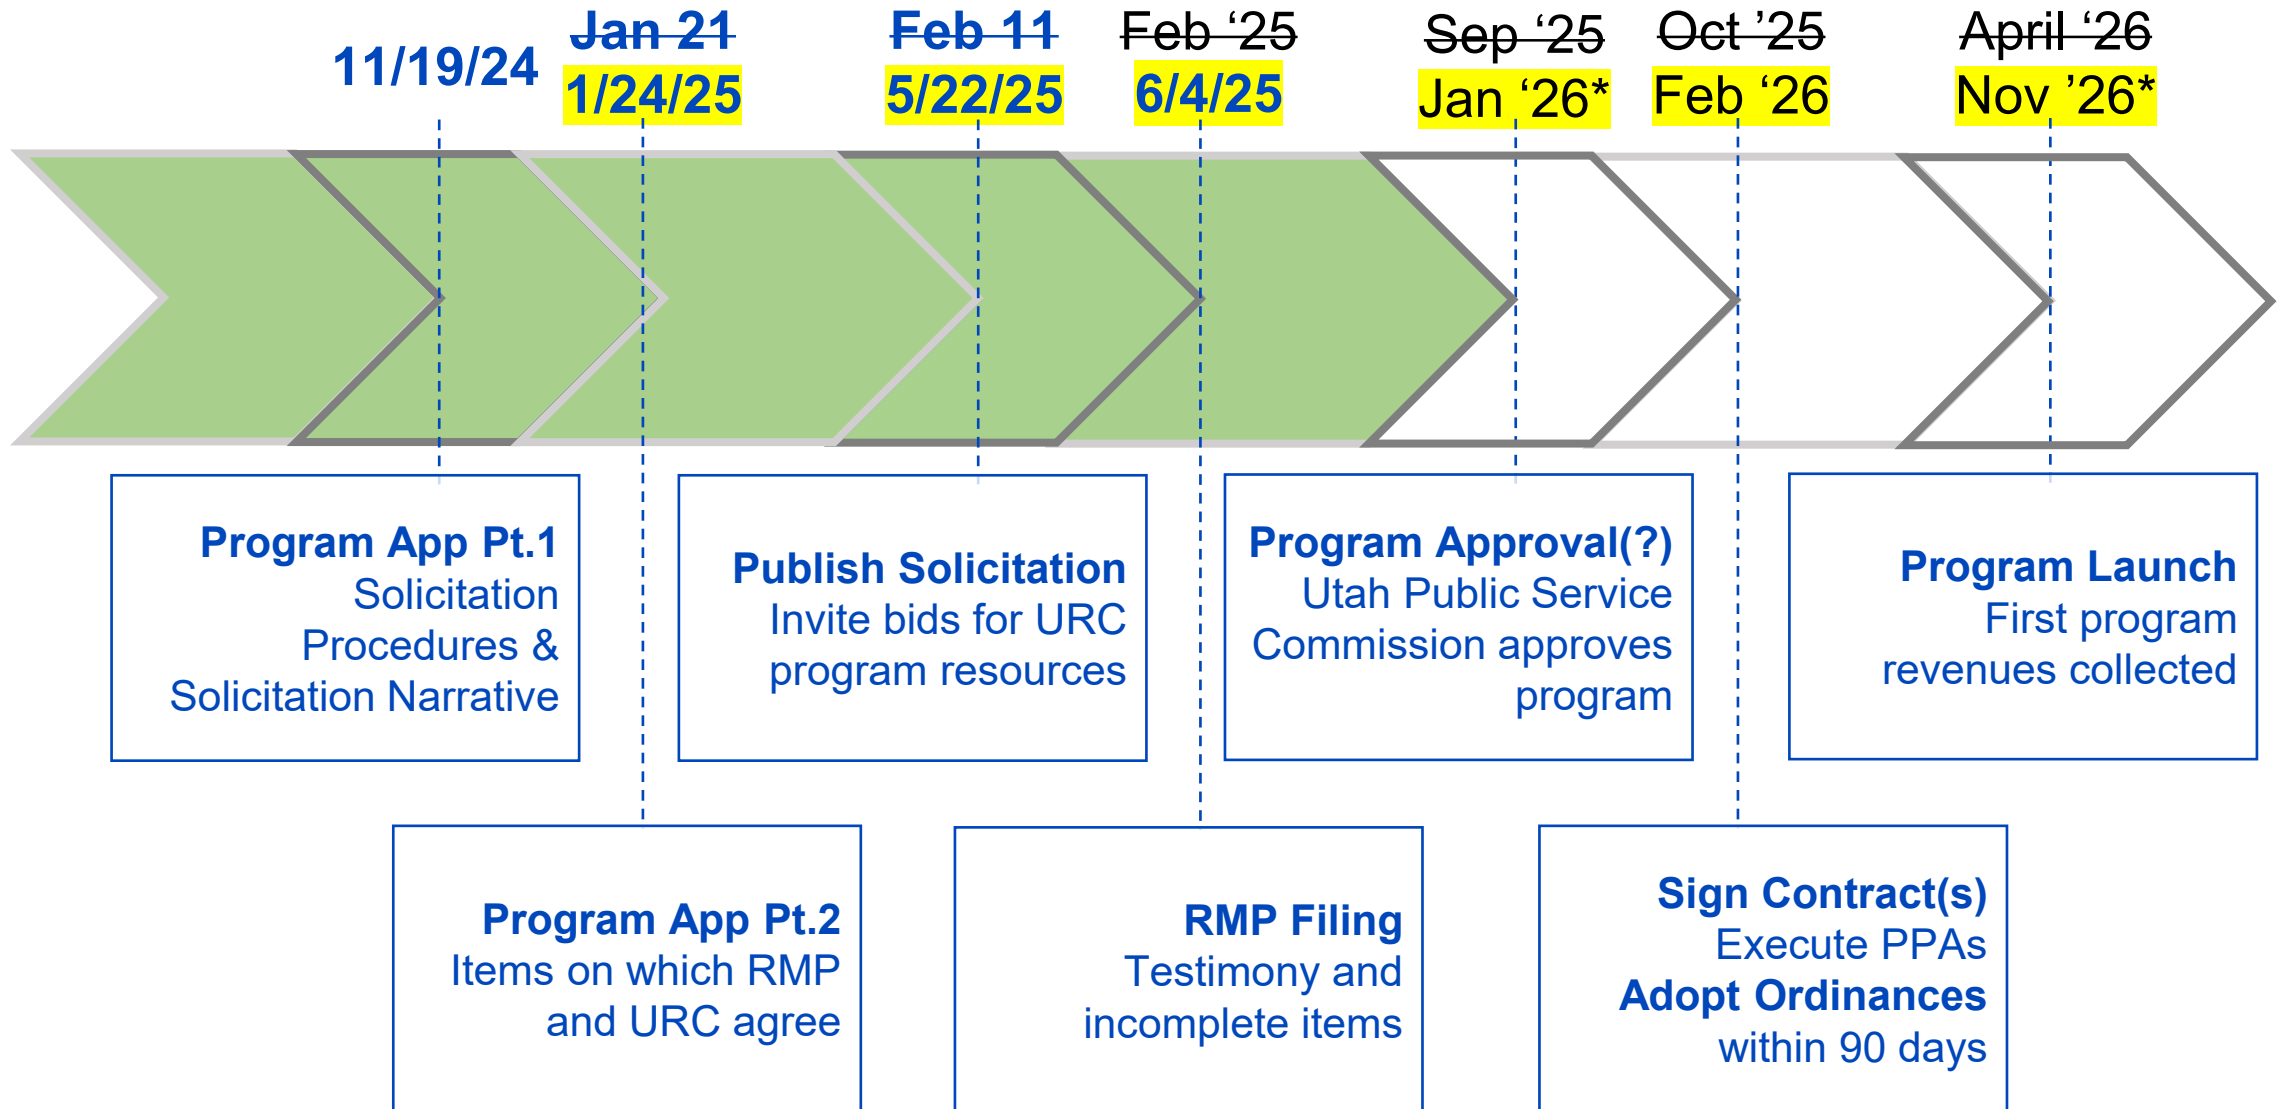 11/19/24
Jan 21
1/24/25
Feb 11
5/22/25
Feb ‘25
6/4/25
Sep ‘25
Jan ‘26*
Oct ’25
Feb ‘26
April ‘26
Nov ’26*
Program App Pt.1
Solicitation
Procedures &
Solicitation Narrative
Publish Solicitation
Invite bids for URC
program resources
Program Approval(?)
Utah Public Service
Commission approves
program
Program Launch
First program
revenues collected
Program App Pt.2
Items on which RMP
and URC agree
RMP Filing
Testimony and
incomplete items
Sign Contract(s)
Execute PPAs
Adopt Ordinances
within 90 days